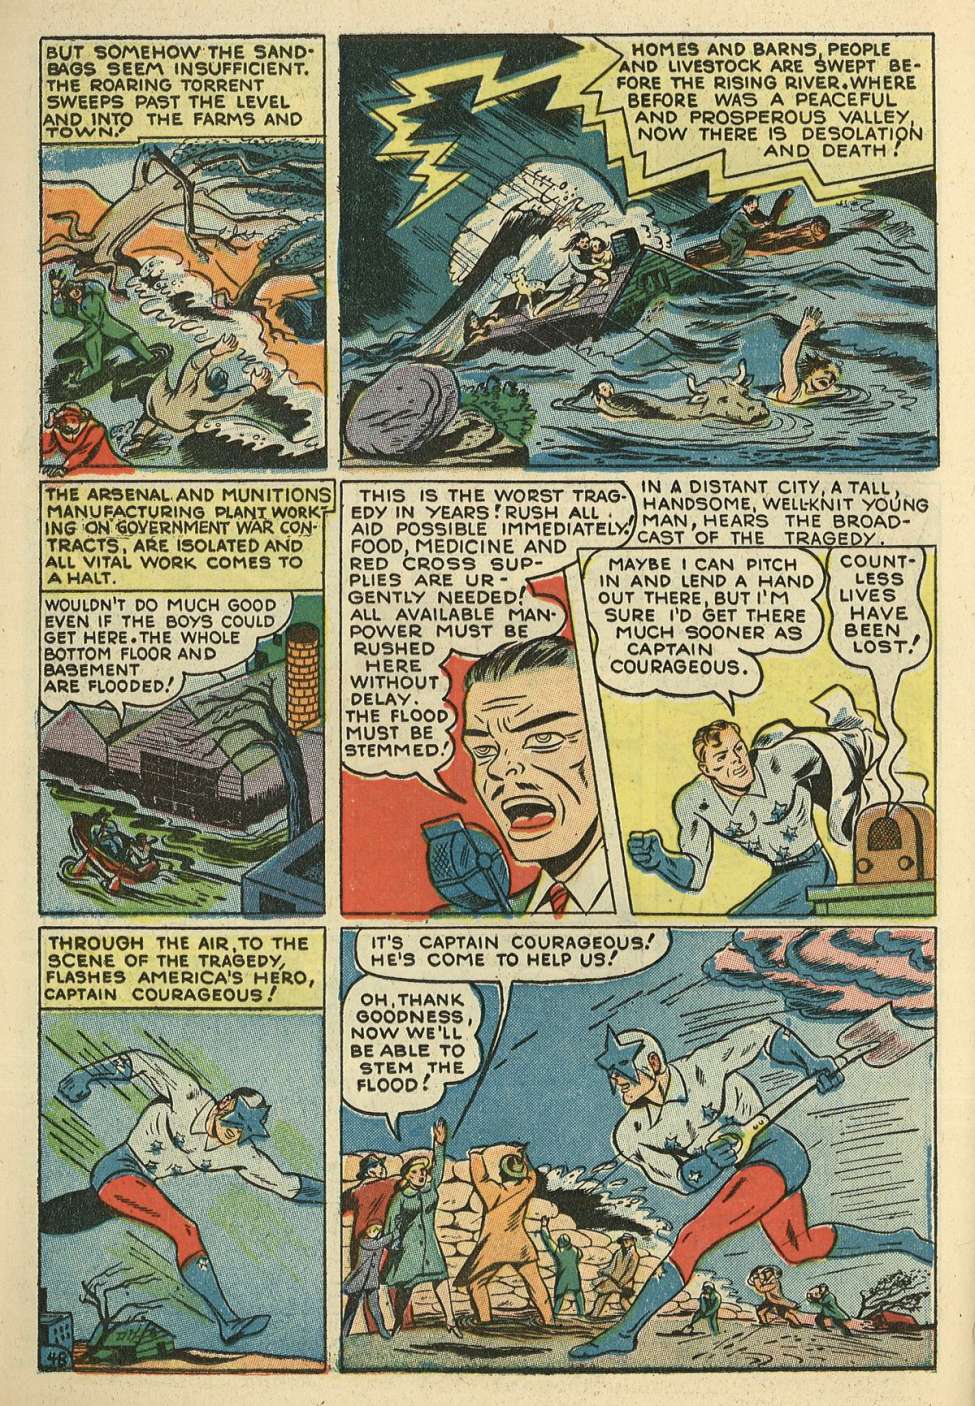 BUT SOMEHOW THE SAND-
BAGS SEEM INSUFFICIENT.
THE ROARING TORRENT
SWEEPS PAST THE LEVEL
AND INTO THE FARMS AND
TOWN!
HOMES AND BARNS, PEOPLE
AND LIVESTOCK ARE SWEPT BE-
FORE THE RISING RIVER. WHERE
BEFORE WAS A PEACEFUL
AND PROSPEROUS VALLEY,
NOW THERE IS DESOLATION
AND DEATH!
THE ARSENAL AND MUNITIONS
MANUFACTURING PLANT WORK-
ING ON GOVERNMENT WAR CON-
TRACTS, ARE ISOLATED AND
ALL VITAL WORK COMES TO
A HALT.
WOULDN'T DO MUCH GOOD
EVEN IF THE BOYS COULD
GET HERE. THE WHOLE
BOTTOM FLOOR AND
BASEMENT
ARE FLOODED!
THIS IS THE WORST TRAG-
EDY IN YEARS! RUSH ALL
AID POSSIBLE IMMEDIATELY!
FOOD, MEDICINE AND
RED CROSS SUP-
PLIES ARE UR-
GENTLY NEEDED!
ALL AVAILABLE MAN-
POWER MUST BE
RUSHED
HERE
WITHOUT
DELAY.
THE FLOOD
MUST BE
STEMMED!
IN A DISTANT CITY, A TALL,
HANDSOME, WELL-KNIT YOUNG
MAN, HEARS THE BROAD-
CAST OF THE TRAGEDY.
MAYBE I CAN PITCH
IN AND LEND A HAND
OUT THERE, BUT I'M
SURE I'D GET THERE
MUCH SOONER AS
CAPTAIN
COURAGEOUS.
COUNT-
LESS
LIVES
HAVE
BEEN
LOST!
THROUGH THE AIR, TO THE
SCENE OF THE TRAGEDY,
FLASHES AMERICA'S HERO,
CAPTAIN COURAGEOUS!
48
IT'S CAPTAIN COURAGEOUS!
HE'S COME TO HELP US!
OH, THANK
GOODNESS,
NOW WE'LL
BE ABLE TO
STEM THE
FLOOD!